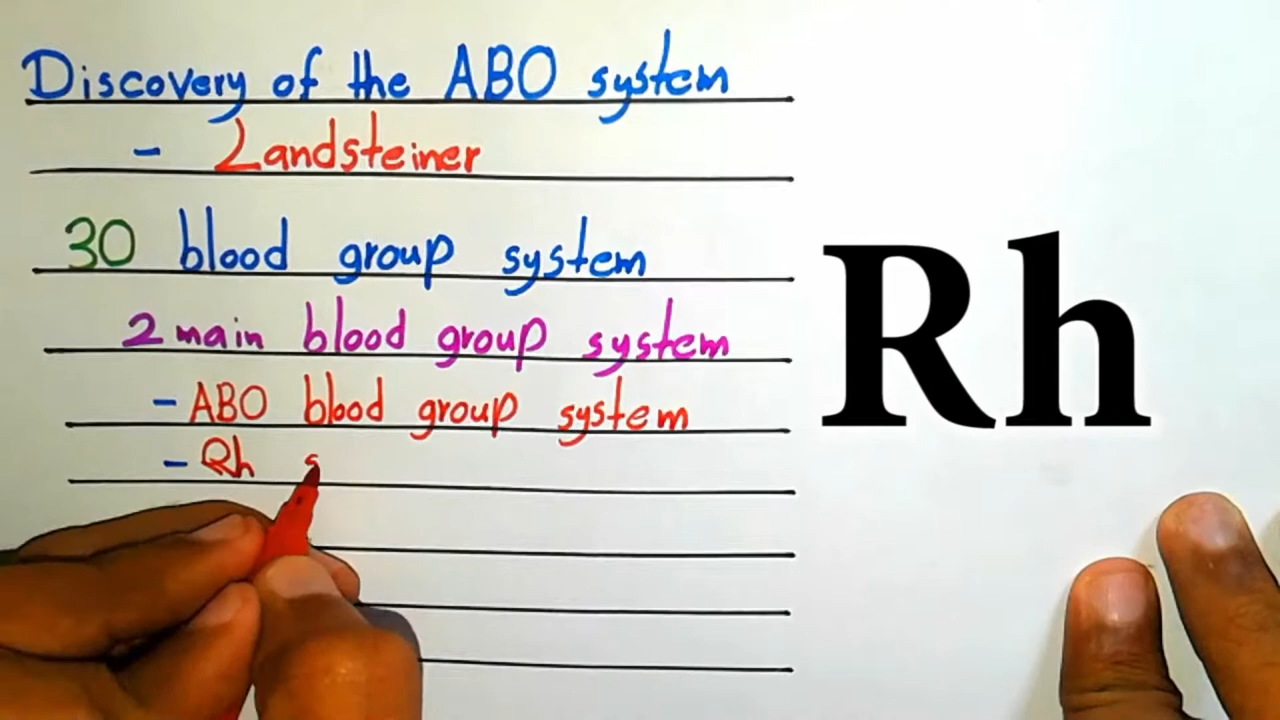 Discovery of the ABO system
- Landsteiner
30 blood group system
2 main blood group system
- ABO blood group system
- Rh s
Rh